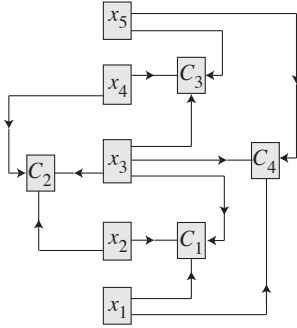 x₅
x₄ C₃
C₂ x₃ C₄
x₂ C₁
x₁